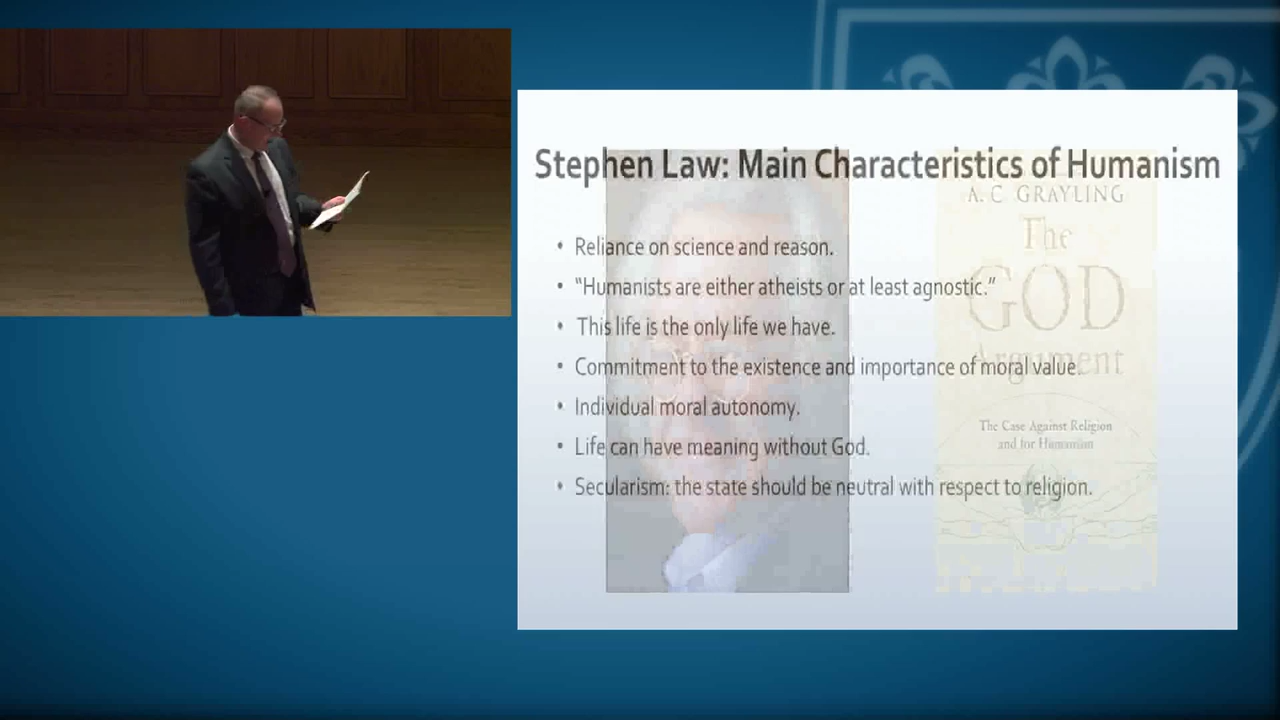 Stephen Law: Main Characteristics of Humanism
A. C GRAYLING
The
GOD
Argument
The Case Against Religion
and for Humanism
• Reliance on science and reason.
• “Humanists are either atheists or at least agnostic.”
• This life is the only life we have.
• Commitment to the existence and importance of moral value.
• Individual moral autonomy.
• Life can have meaning without God.
• Secularism: the state should be neutral with respect to religion.